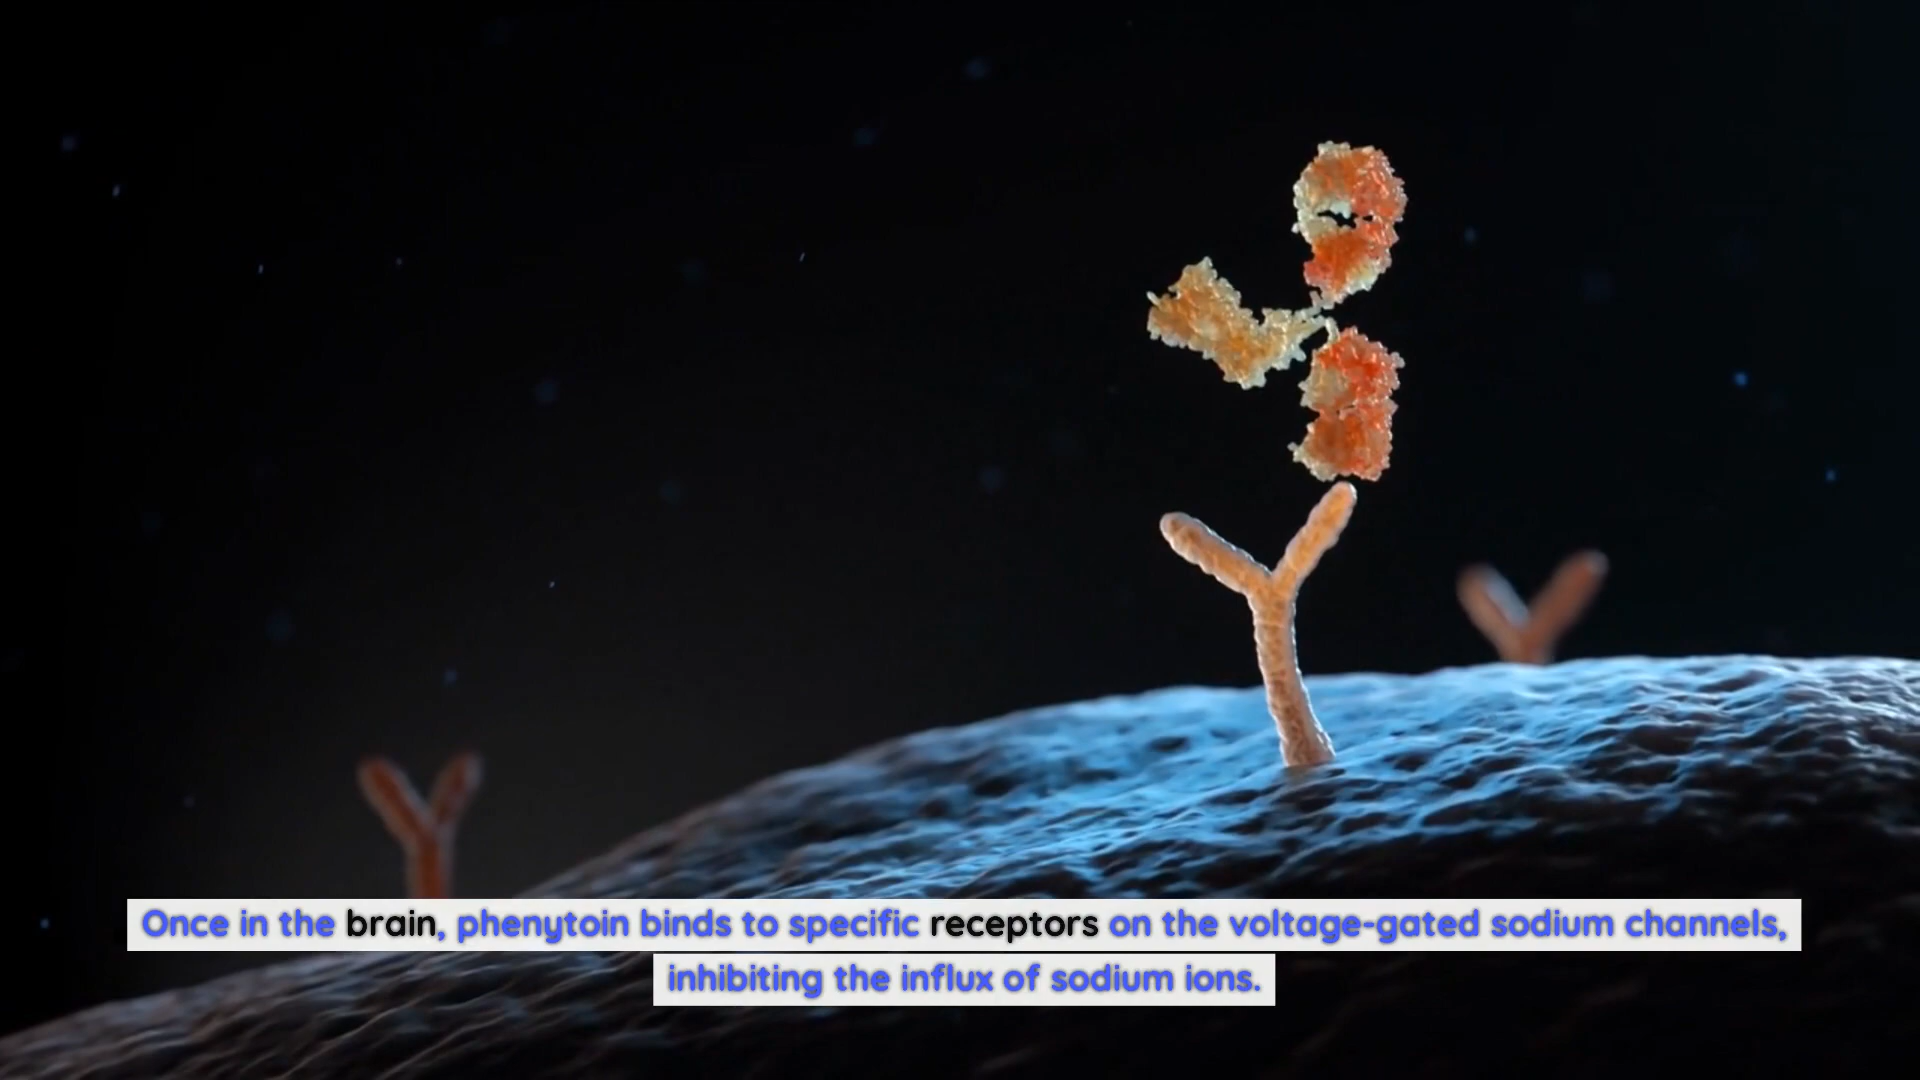 Once in the brain, phenytoin binds to specific receptors on the voltage-gated sodium channels,
inhibiting the influx of sodium ions.